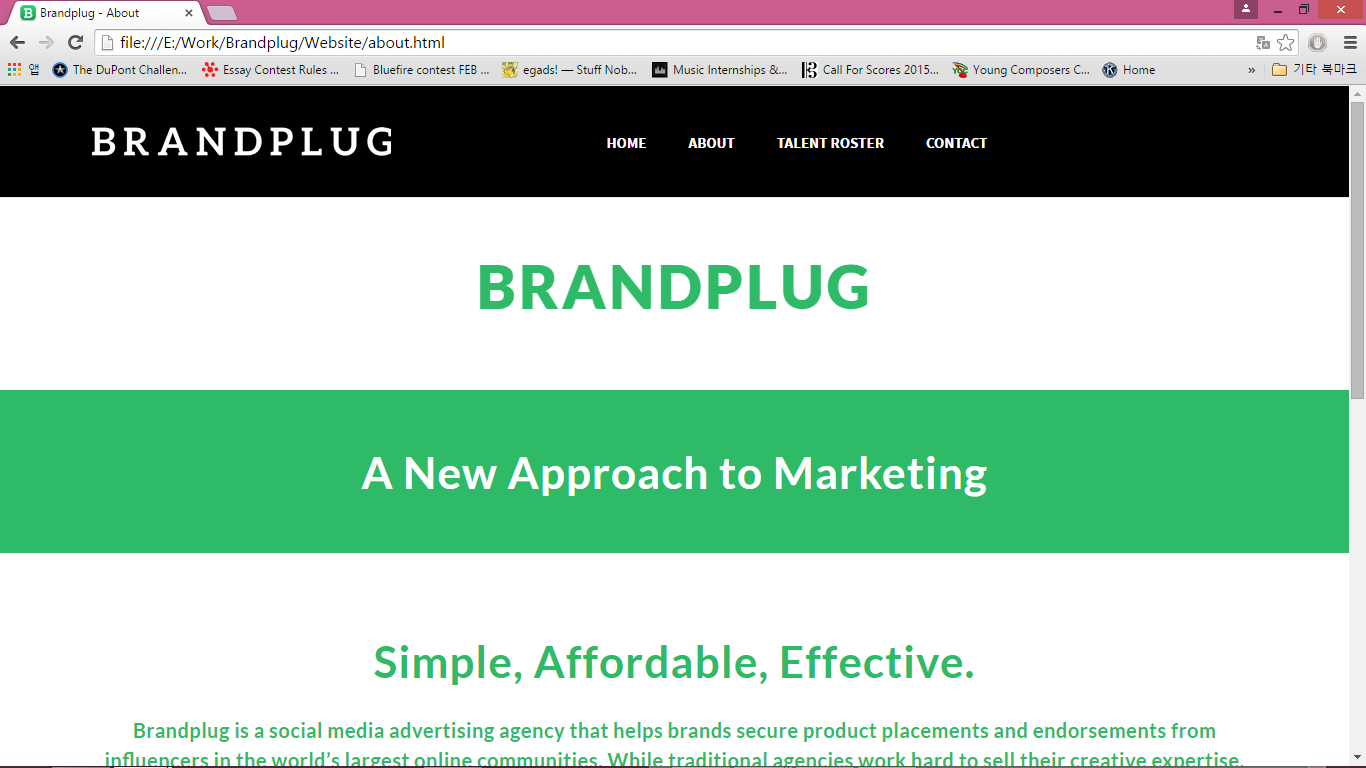 Brandplug - About
file:///E:/Work/Brandplug/Website/about.html
앱 The DuPont Challen... Essay Contest Rules ... Bluefire contest FEB ... egads! — Stuff Nob... Music Internships &... Call For Scores 2015... Young Composers C... Home » 기타 북마크
BRANDPLUG HOME ABOUT TALENT ROSTER CONTACT
BRANDPLUG
A New Approach to Marketing
Simple, Affordable, Effective.
Brandplug is a social media advertising agency that helps brands secure product placements and endorsements from
influencers in the world's largest online communities. While traditional agencies work hard to sell their creative expertise,